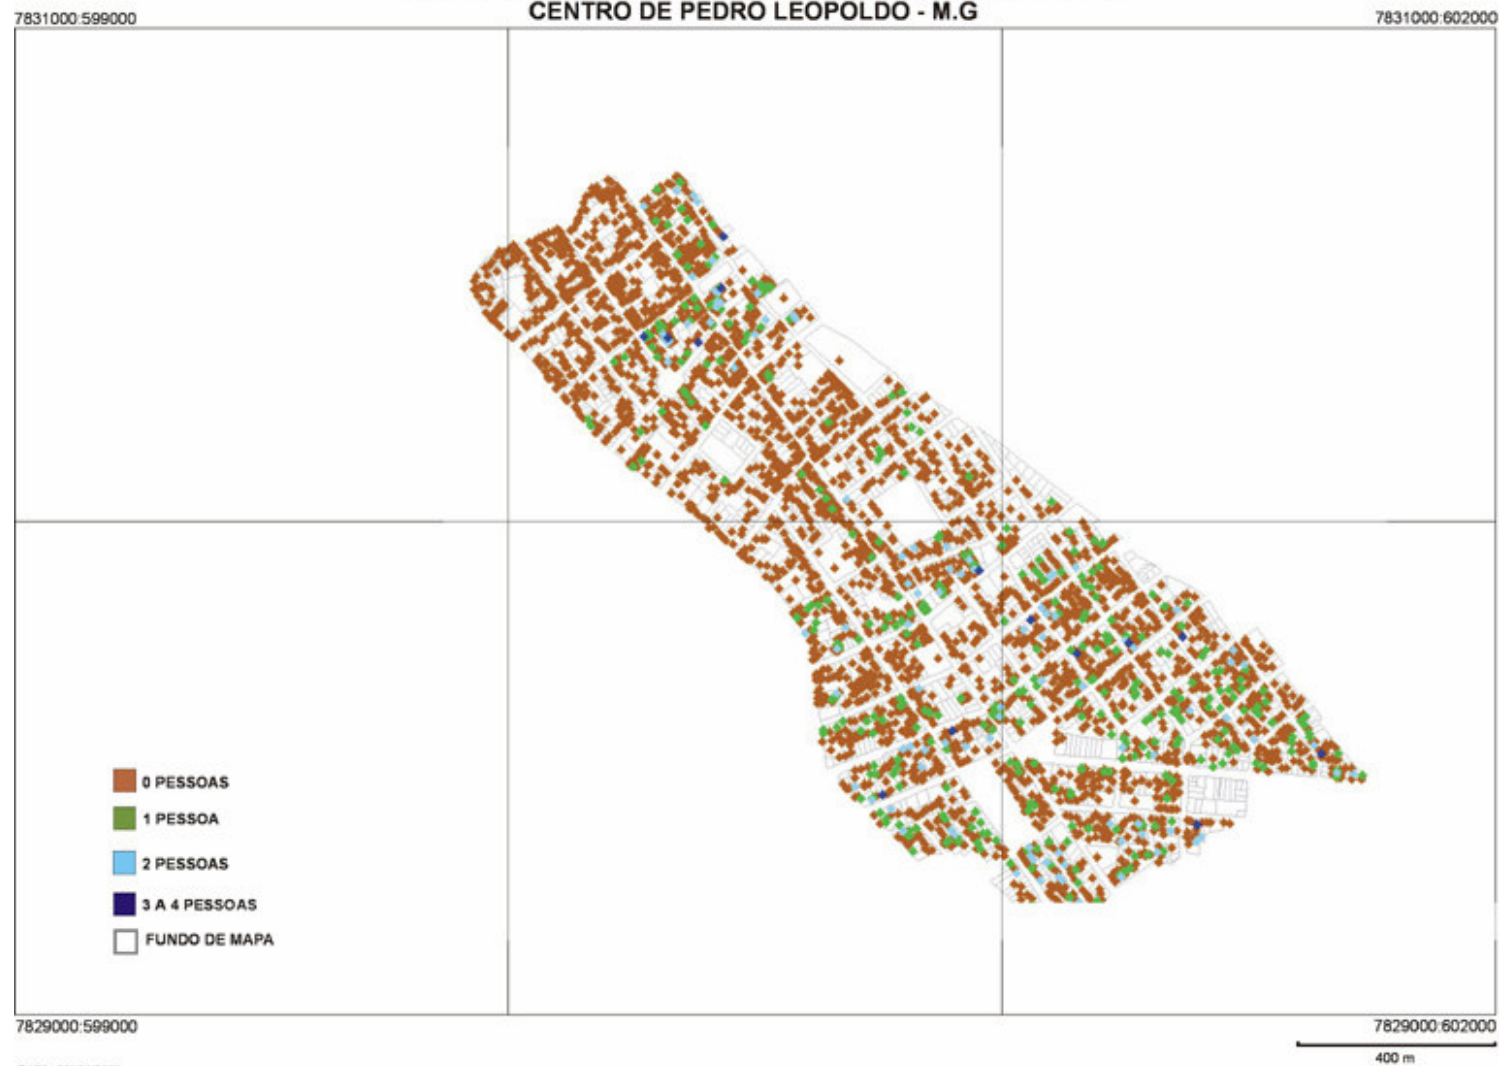 CENTRO DE PEDRO LEOPOLDO - M.G
7831000:599000
7831000:602000
0 PESSOAS
1 PESSOA
2 PESSOAS
3 A 4 PESSOAS
FUNDO DE MAPA
7829000:599000
7829000:602000
400 m